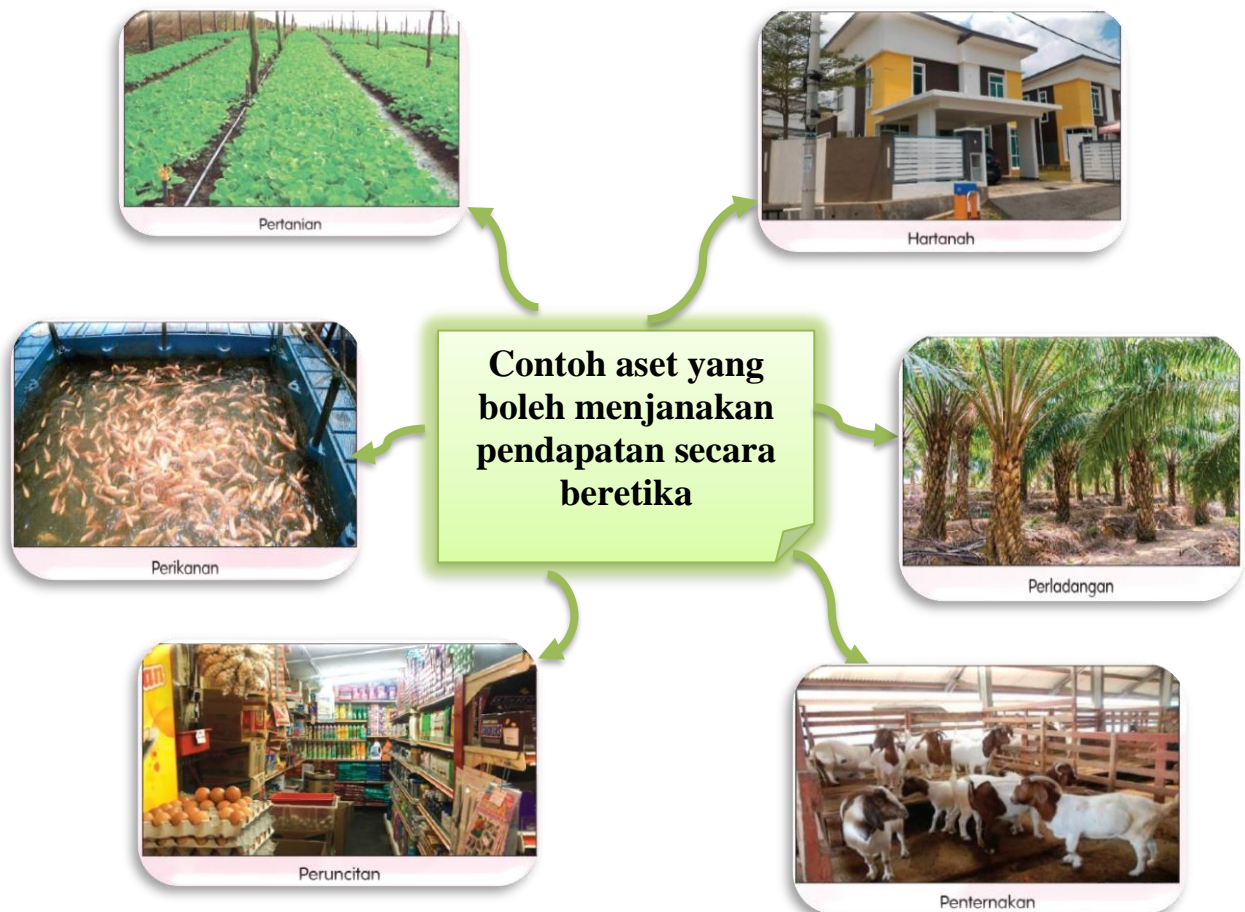 Pertanian
Hartanah
Contoh aset yang
boleh menjanakan
pendapatan secara
beretika
Perikanan
Perladangan
Peruncitan
Penternakan